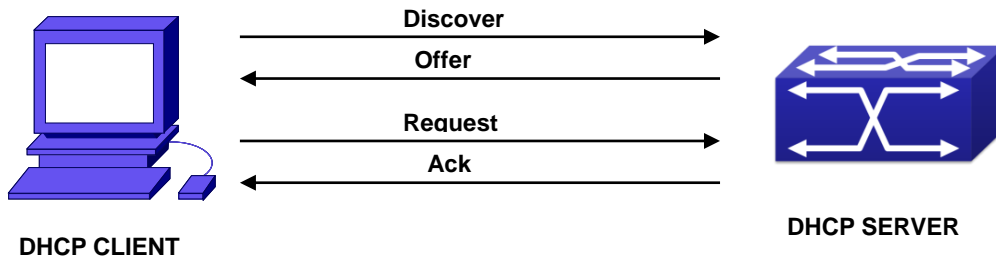 Discover
Offer
Request
Ack
DHCP CLIENT
DHCP SERVER